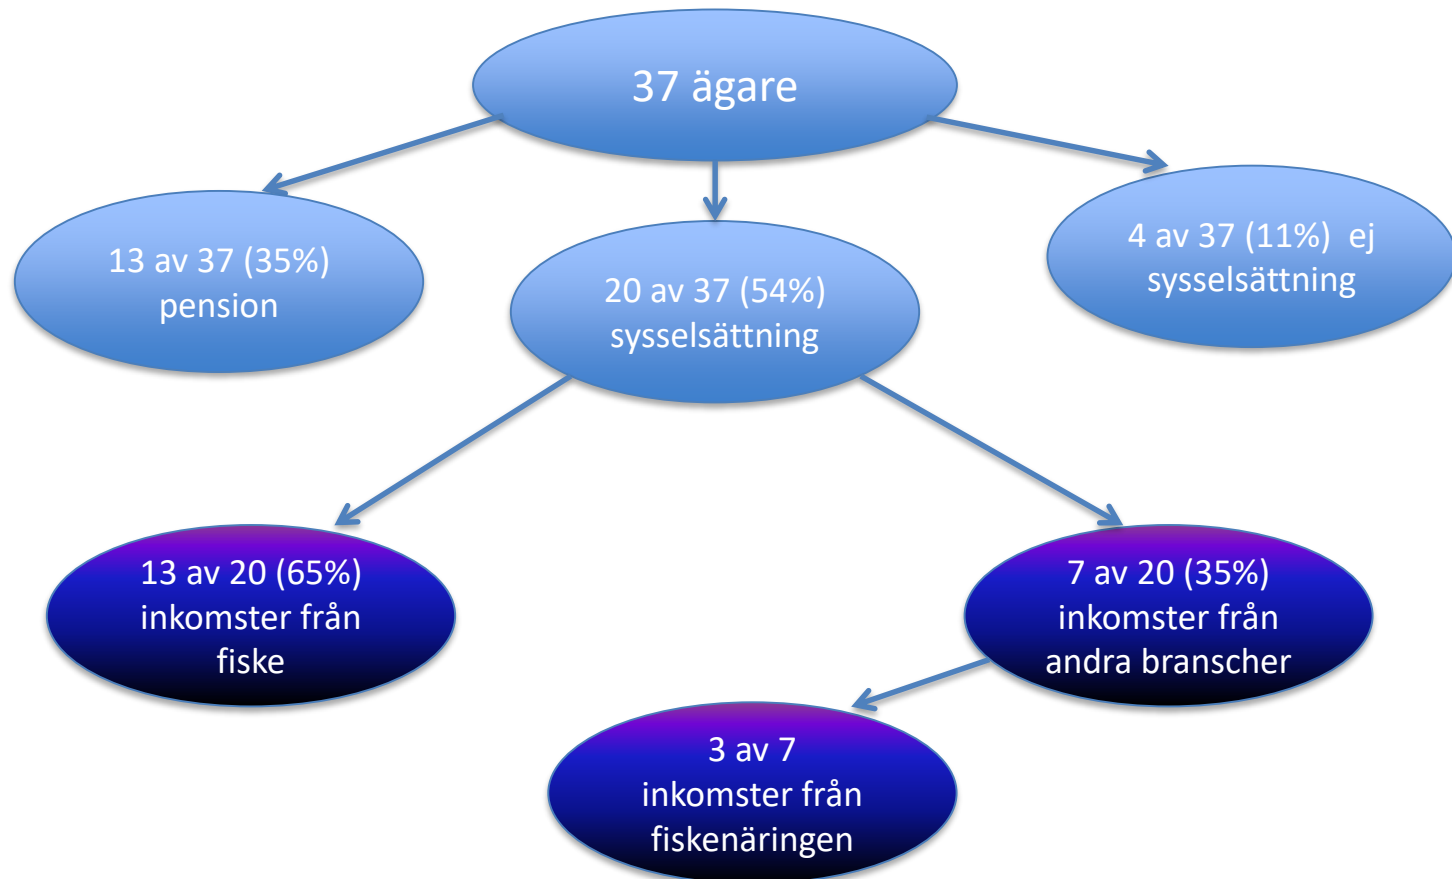 37 ägare
13 av 37 (35%)
pension
20 av 37 (54%)
sysselsättning
4 av 37 (11%)  ej
sysselsättning
13 av 20 (65%)
inkomster från
fiske
7 av 20 (35%)
inkomster från
andra branscher
3 av 7
inkomster från
fiskenäringen